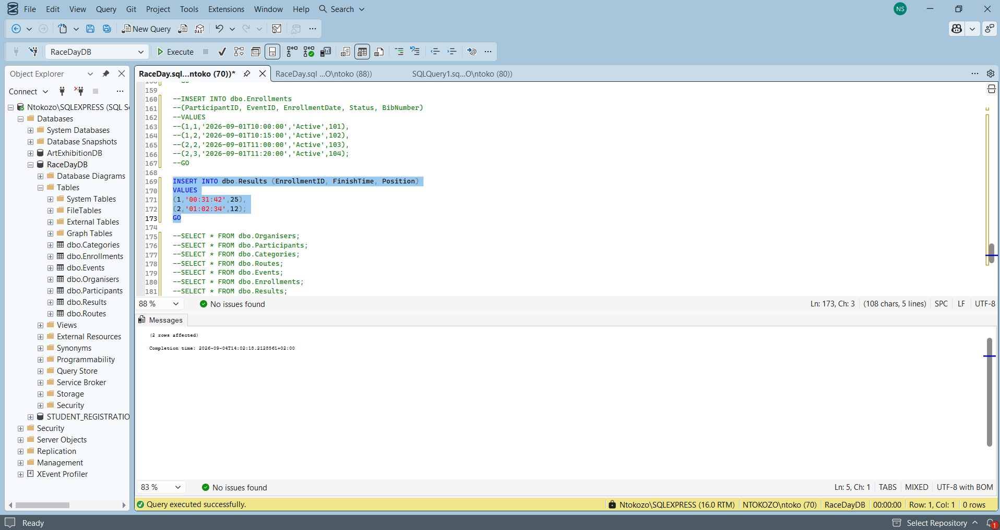 File Edit View Query Git Project Tools Extensions Window Help Search NS
New Query DAX
RaceDayDB Execute
Object Explorer
Connect
Ntokozo\SQLEXPRESS (SQL Se
Databases
System Databases
Database Snapshots
ArtExhibitionDB
RaceDayDB
Database Diagrams
Tables
System Tables
FileTables
External Tables
Graph Tables
dbo.Categories
dbo.Enrollments
dbo.Events
dbo.Organisers
dbo.Participants
dbo.Results
dbo.Routes
Views
External Resources
Synonyms
Programmability
Query Store
Service Broker
Storage
Security
STUDENT_REGISTRATIO
Security
Server Objects
Replication
Management
XEvent Profiler
RaceDay.sql...ntoko (70))* RaceDay.sql ...O\ntoko (88)) SQLQuery1.sq...O\ntoko (80))
159
160 --INSERT INTO dbo.Enrollments
161 --(ParticipantID, EventID, EnrollmentDate, Status, BibNumber)
162 --VALUES
163 --(1,1,'2026-09-01T10:00:00','Active',101),
164 --(1,2,'2026-09-01T10:15:00','Active',102),
165 --(2,2,'2026-09-01T11:00:00','Active',103),
166 --(2,3,'2026-09-01T11:20:00','Active',104);
167 --GO
168
169 INSERT INTO dbo.Results (EnrollmentID, FinishTime, Position)
170 VALUES
171 (1,'00:31:42',25),
172 (2,'01:02:34',12);
173 GO
174
175 --SELECT * FROM dbo.Organisers;
176 --SELECT * FROM dbo.Participants;
177 --SELECT * FROM dbo.Categories;
178 --SELECT * FROM dbo.Routes;
179 --SELECT * FROM dbo.Events;
180 --SELECT * FROM dbo.Enrollments;
181 --SELECT * FROM dbo.Results;
88 % No issues found Ln: 173, Ch: 3 (108 chars, 5 lines) SPC LF UTF-8
Messages
(2 rows affected)
Completion time: 2026-09-04T14:02:18.2128561+02:00
83 % No issues found Ln: 5, Ch: 1 TABS MIXED UTF-8 with BOM
Query executed successfully. Ntokozo\SQLEXPRESS (16.0 RTM) NTOKOZO\ntoko (70) RaceDayDB 00:00:00 Row: 1, Col: 1 0 rows
Ready Select Repository 1